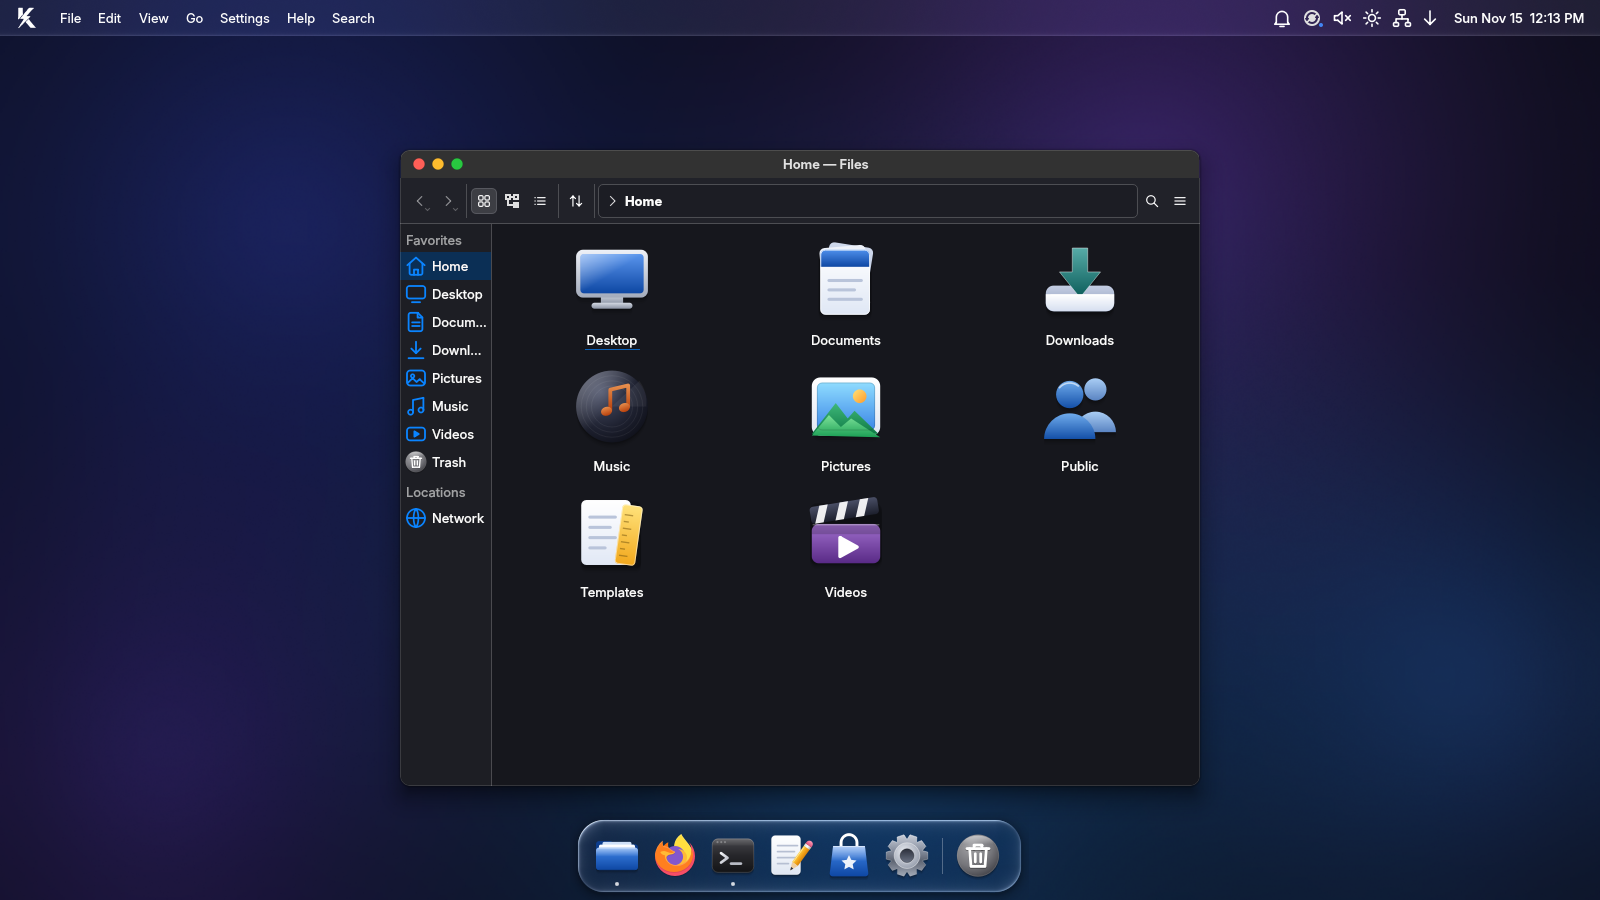 File Edit View Go Settings Help Search
Sun Nov 15 12:13 PM
Home — Files
Home
Favorites
Home
Desktop
Docum...
Downl...
Pictures
Music
Videos
Trash
Locations
Network
Desktop Documents Downloads
Music Pictures Public
Templates Videos